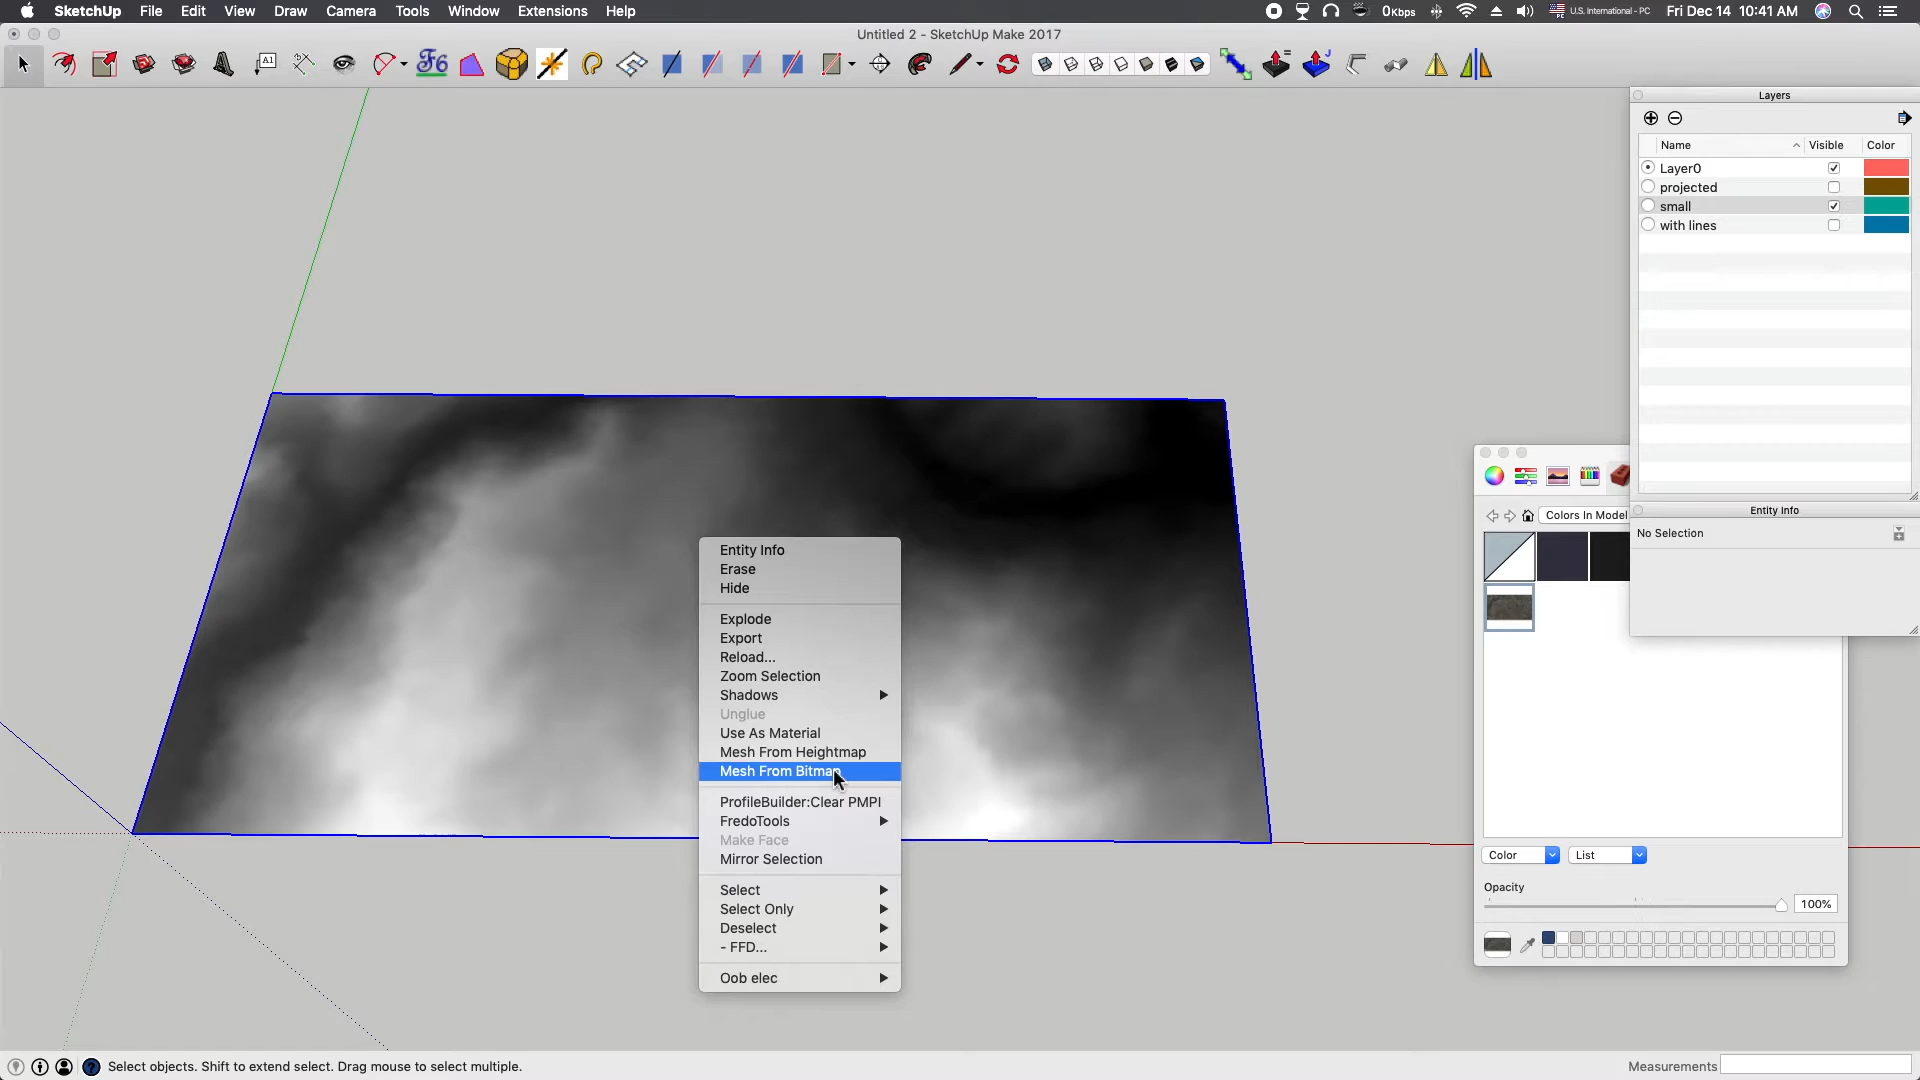 SketchUp File Edit View Draw Camera Tools Window Extensions Help 0Kbps U.S. International - PC Fri Dec 14 10:41 AM
Untitled 2 - SketchUp Make 2017
A1 F6
Layers
Name Visible Color
Layer0
projected
small
with lines
Colors In Model
Entity Info
No Selection
Entity Info
Erase
Hide
Explode
Export
Reload...
Zoom Selection
Shadows
Unglue
Use As Material
Mesh From Heightmap
Mesh From Bitmap
ProfileBuilder:Clear PMPI
FredoTools
Make Face
Mirror Selection
Select
Select Only
Deselect
- FFD...
Oob elec
Color List
Opacity
100%
Select objects. Shift to extend select. Drag mouse to select multiple.
Measurements